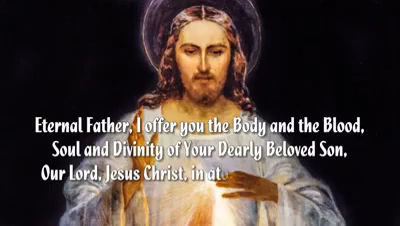 Eternal Father, I offer you the Body and the Blood,
Soul and Divinity of Your Dearly Beloved Son,
Our Lord, Jesus Christ, in